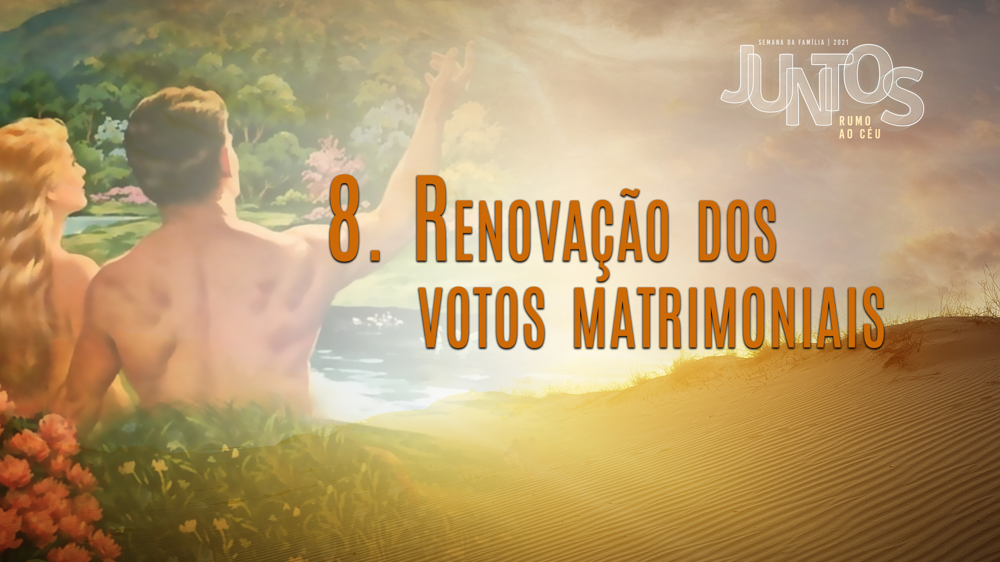 SEMANA DA FAMÍLIA | 2021
JUNTOS
RUMO
AO CÉU
8. RENOVAÇÃO DOS
VOTOS MATRIMONIAIS